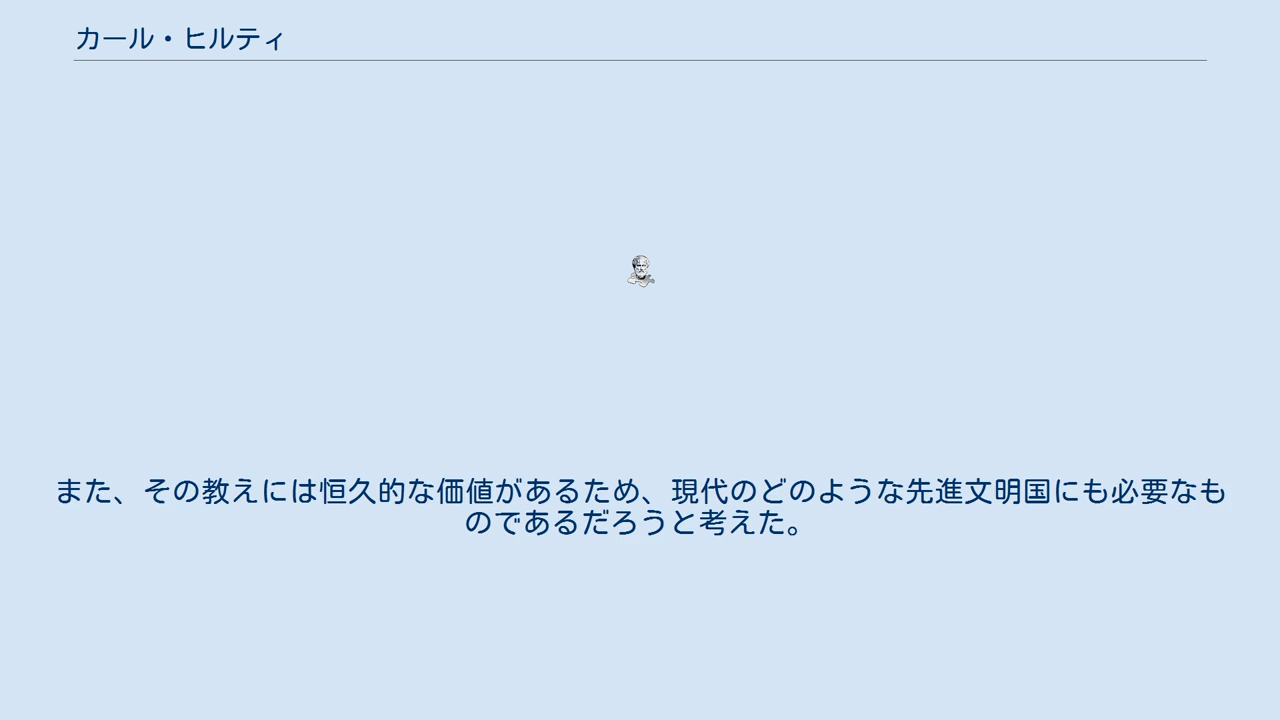 カール・ヒルティ
また、その教えには恒久的な価値があるため、現代のどのような先進文明国にも必要なも
のであるだろうと考えた。